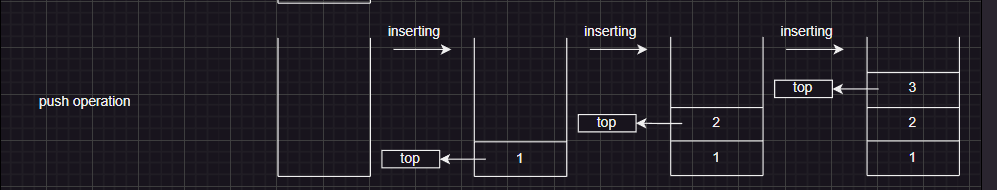 inserting
inserting
inserting
top
3
push operation
top
2
2
top
1
1
1